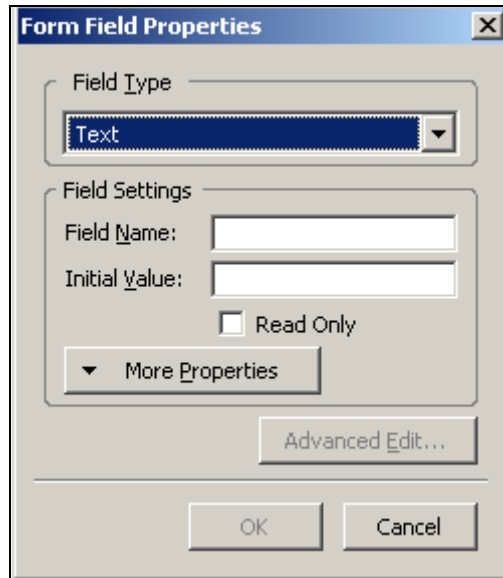 Form Field Properties
Field Type
Text
Field Settings
Field Name:
Initial Value:
Read Only
More Properties
Advanced Edit...
OK Cancel